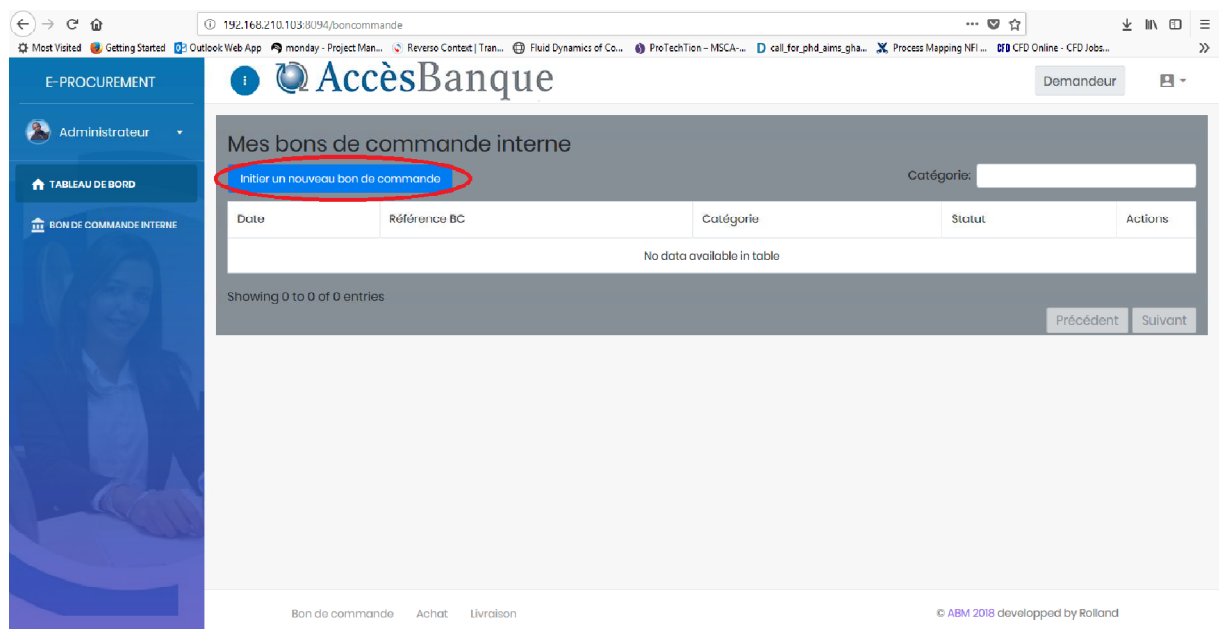 192.168.210.103:8094/boncommande
Most Visited Getting Started Outlook Web App monday - Project Man... Reverso Context | Tran... Fluid Dynamics of Co... ProTechTion – MSCA-... call_for_phd_aims_gha... Process Mapping NFI ... CFD Online - CFD Jobs...
E-PROCUREMENT
AccèsBanque
Demandeur
Administrateur
Mes bons de commande interne
TABLEAU DE BORD
Initier un nouveau bon de commande
Catégorie:
BON DE COMMANDE INTERNE
Date Référence BC Catégorie Statut Actions
No data available in table
Showing 0 to 0 of 0 entries
Précédent Suivant
Bon de commande Achat Livraison
© ABM 2018 developped by Rolland